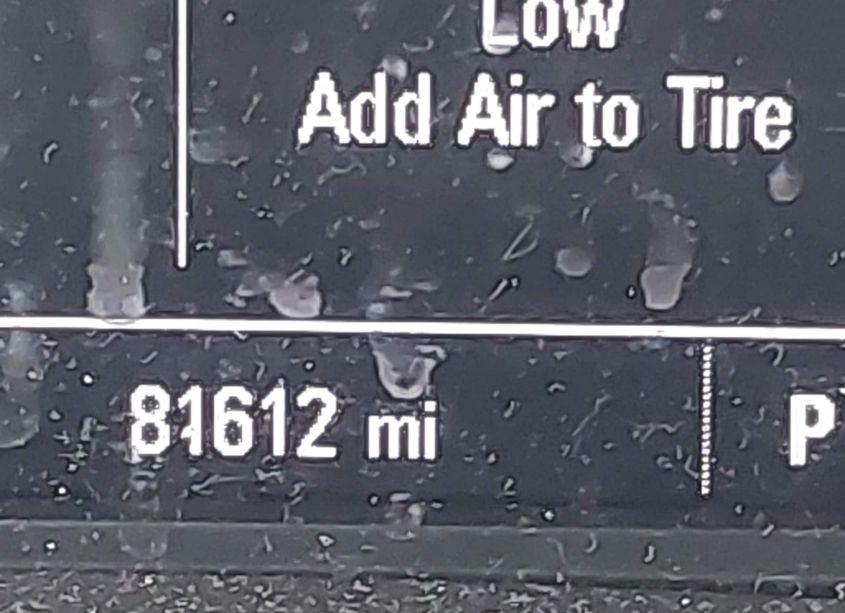 Low
Add Air to Tire
81612 mi
P